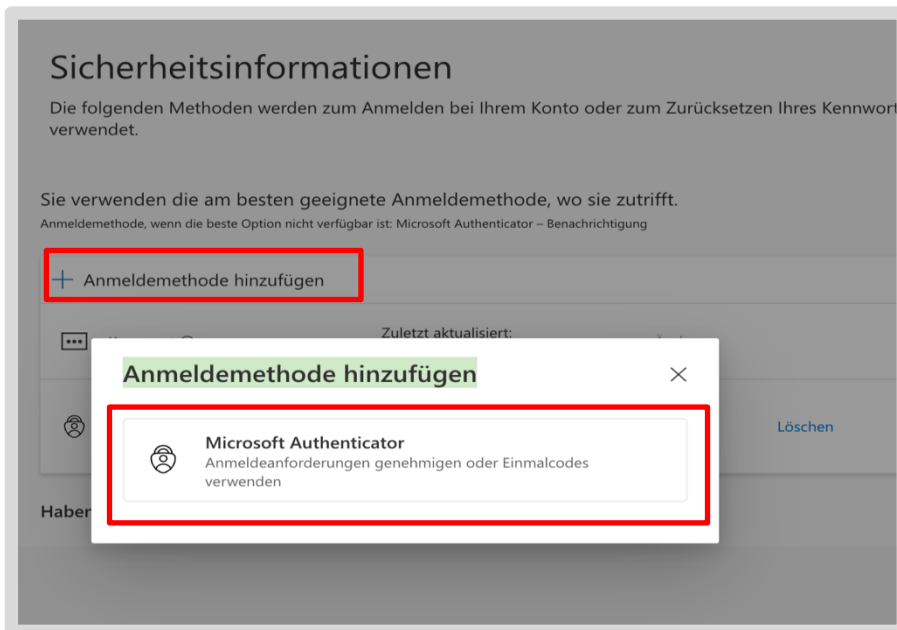 Sicherheitsinformationen
Die folgenden Methoden werden zum Anmelden bei Ihrem Konto oder zum Zurücksetzen Ihres
verwendet.
Sie verwenden die am besten geeignete Anmeldemethode, wo sie zutrifft.
Anmeldemethode, wenn die beste Option nicht verfügbar ist: Microsoft Authenticator – Benachrichtigung
+ Anmeldemethode hinzufügen
Zuletzt aktualisiert:
Anmeldemethode hinzufügen
Microsoft Authenticator
Anmeldeanforderungen genehmigen oder Einmalcodes
verwenden
Löschen